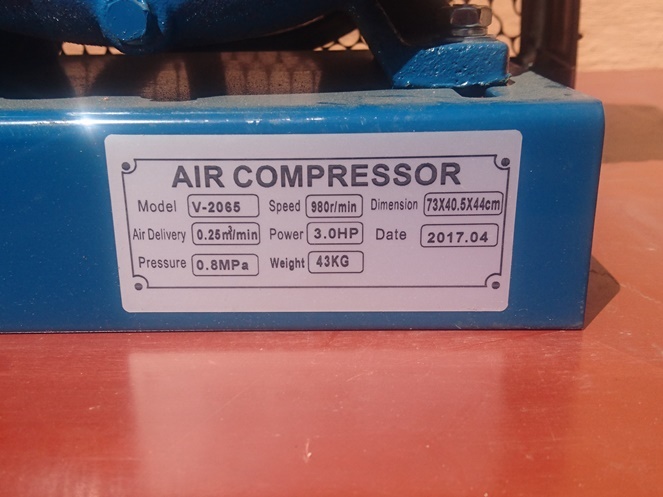 AIR COMPRESSOR
Model V-2065 Speed 980r/min Dimension 73X40.5X44cm
Air Delivery 0.25m³/min Power 3.0HP Date 2017.04
Pressure 0.8MPa Weight 43KG